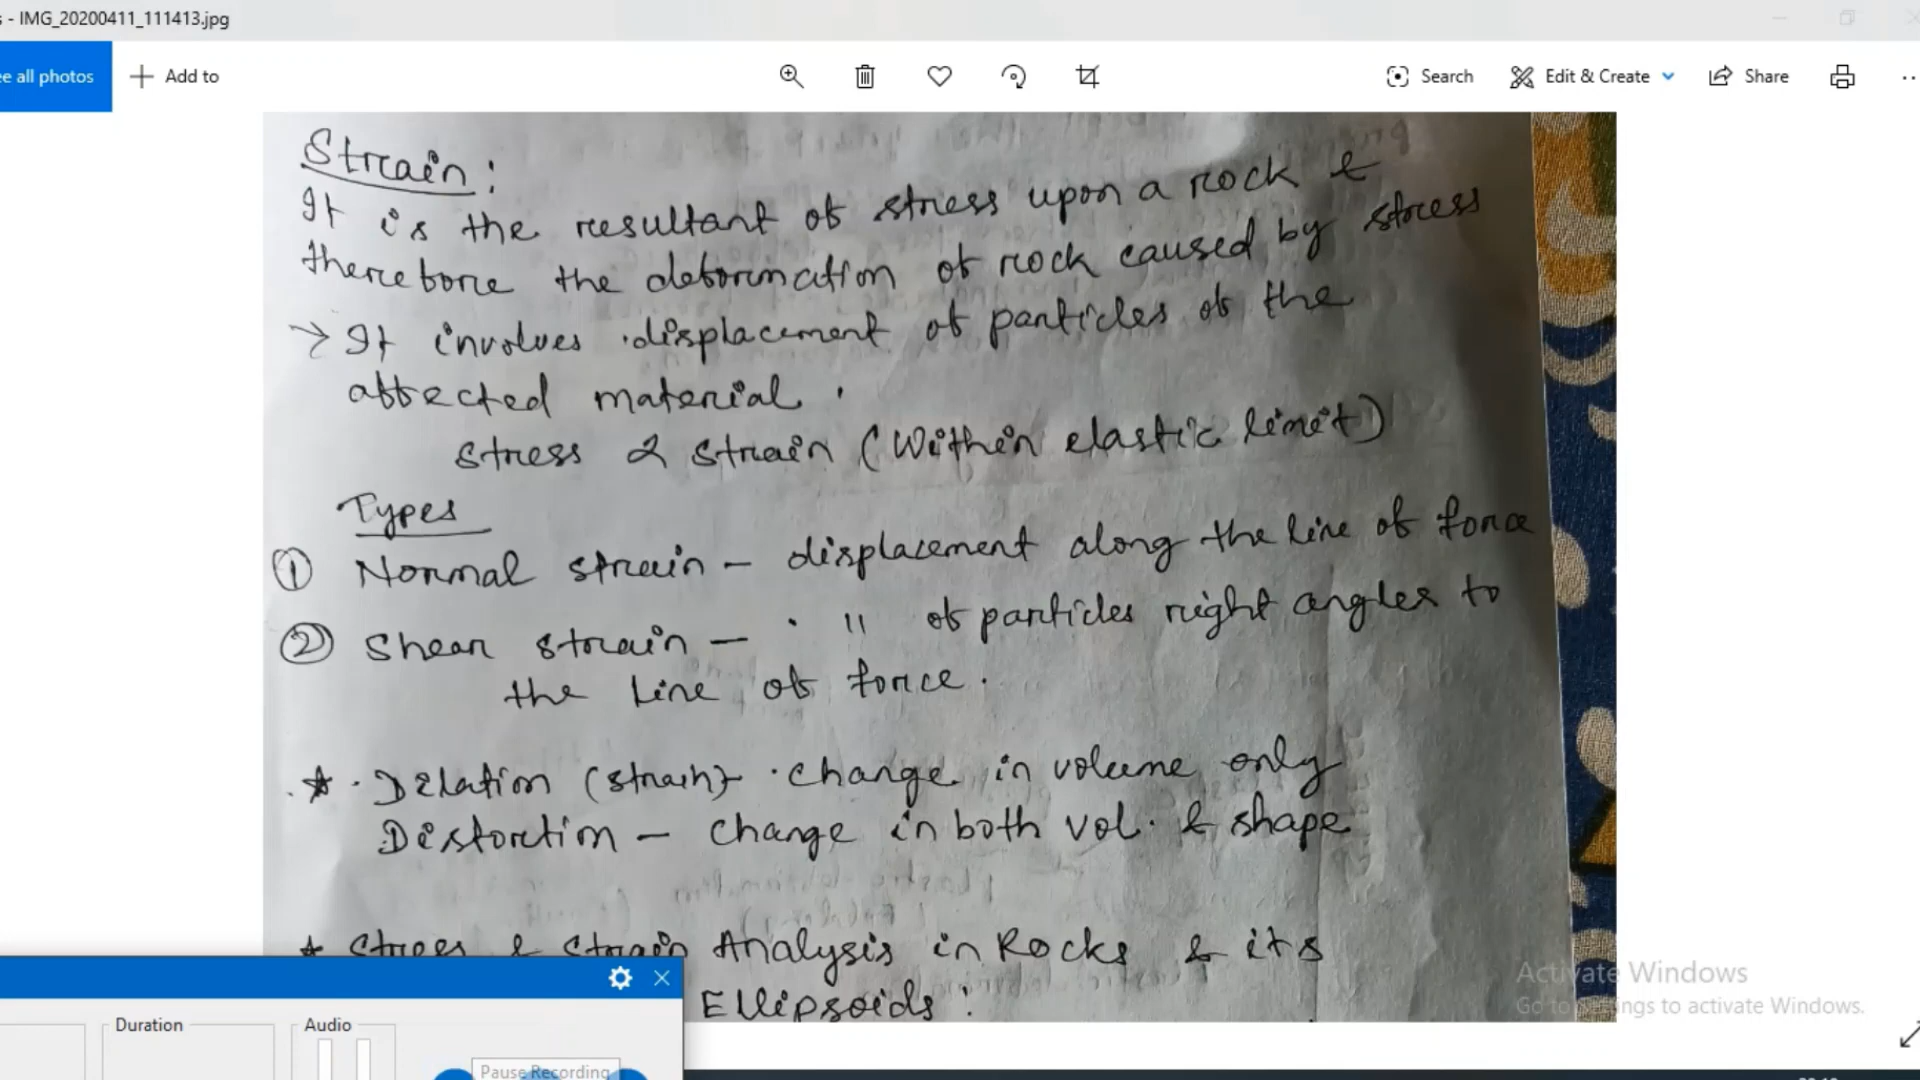 s - IMG_20200411_111413.jpg
ee all photos
Add to
Search
Edit & Create
Share
Strain:
It is the resultant of stress upon a rock &
therefore the deformation of rock caused by stress
→ It involves displacement of particles of the
affected material.
stress α strain (Within elastic limit)
Types
① Normal strain - displacement along the line of force
② Shear strain - " of particles right angles to
the line of force.
* Dilation (strain) change in volume only
Distortion - change in both vol. & shape
* Stress & Strain Analysis in Rocks & its
Ellipsoids:
Activate Windows
Go to Settings to activate Windows.
Duration
Audio
Pause Recording